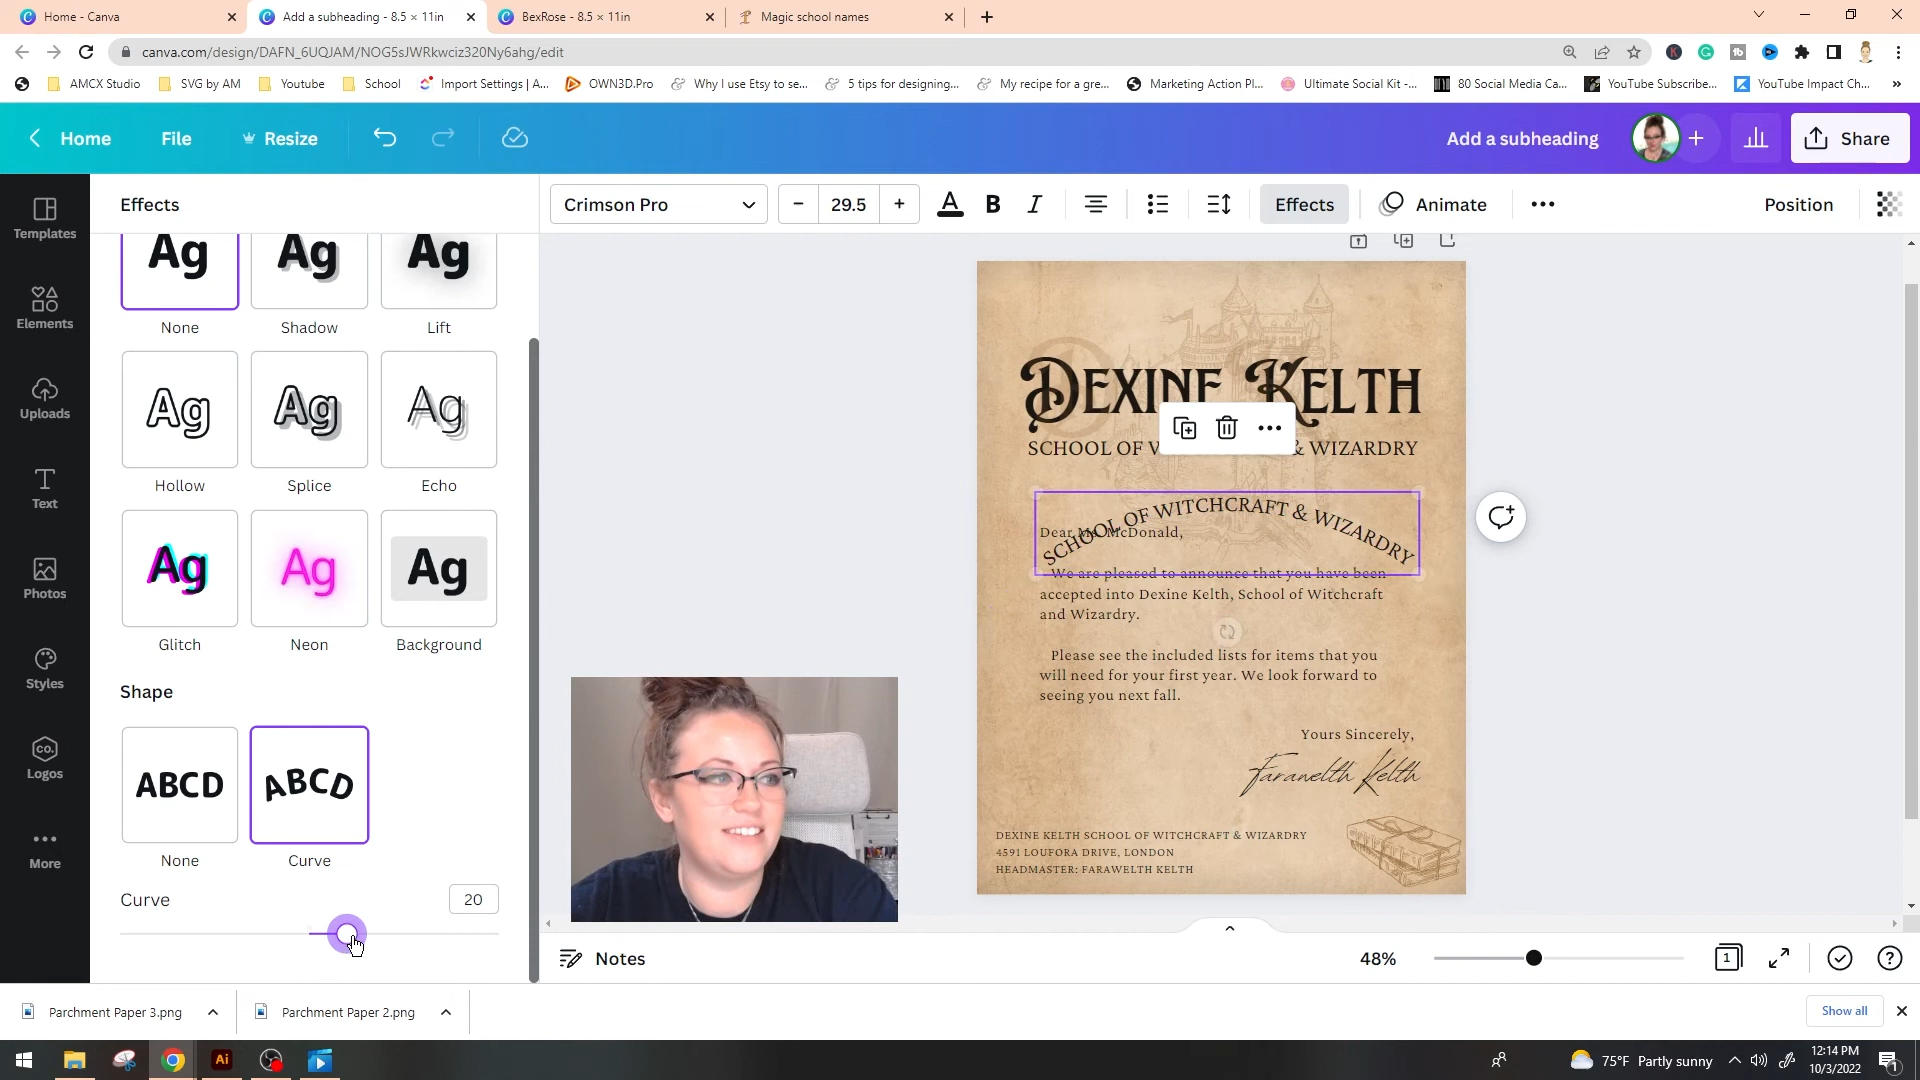 Home - Canva
Add a subheading - 8.5 × 11in
BexRose - 8.5 × 11in
Magic school names
canva.com/design/DAFN_6UQJAM/NOG5sJWRkwciz320Ny6ahg/edit
AMCX Studio
SVG by AM
Youtube
School
Import Settings | A...
OWN3D.Pro
Why I use Etsy to se...
5 tips for designing...
My recipe for a gre...
Marketing Action Pl...
Ultimate Social Kit -...
80 Social Media Ca...
YouTube Subscribe...
YouTube Impact Ch...
»
Home
File
Resize
Add a subheading
Share
Templates
Elements
Uploads
Text
Photos
Styles
CO.
Logos
More
Effects
Crimson Pro
29.5
A
B
I
Effects
Animate
Position
Ag
Ag
Ag
None
Shadow
Lift
Ag
Ag
Ag
Hollow
Splice
Echo
Ag
Ag
Ag
Glitch
Neon
Background
Shape
ABCD
ABCD
None
Curve
Curve
20
DEXINE KELTH
SCHOOL OF W & WIZARDRY
SCHOOL OF WITCHCRAFT & WIZARDRY
Dear Ms. McDonald,
We are pleased to announce that you have been
accepted into Dexine Kelth, School of Witchcraft
and Wizardry.
Please see the included lists for items that you
will need for your first year. We look forward to
seeing you next fall.
Yours Sincerely,
Farawelth Kelth
DEXINE KELTH SCHOOL OF WITCHCRAFT & WIZARDRY
4591 LOUFORA DRIVE, LONDON
HEADMASTER: FARAWELTH KELTH
Notes
48%
1
Parchment Paper 3.png
Parchment Paper 2.png
Show all
Ai
75°F Partly sunny
12:14 PM
10/3/2022
1